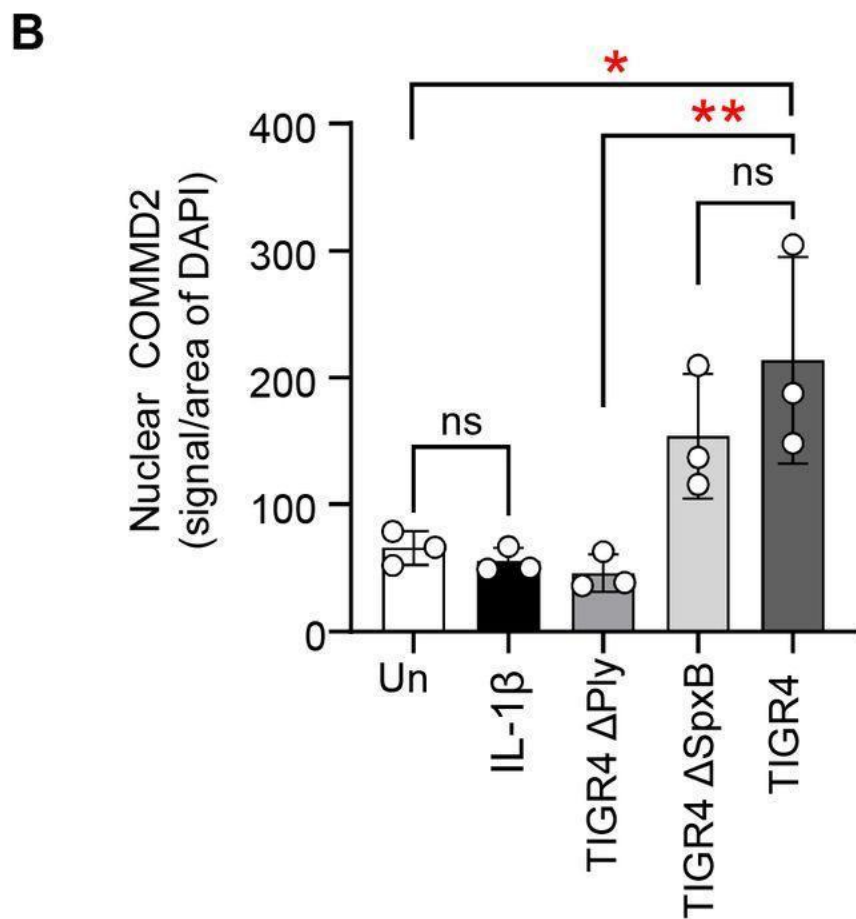 B
*
**
ns
ns
Nuclear COMMD2
(signal/area of DAPI)
400
300
200
100
0
Un
IL-1β
TIGR4 ΔPly
TIGR4 ΔSpxB
TIGR4